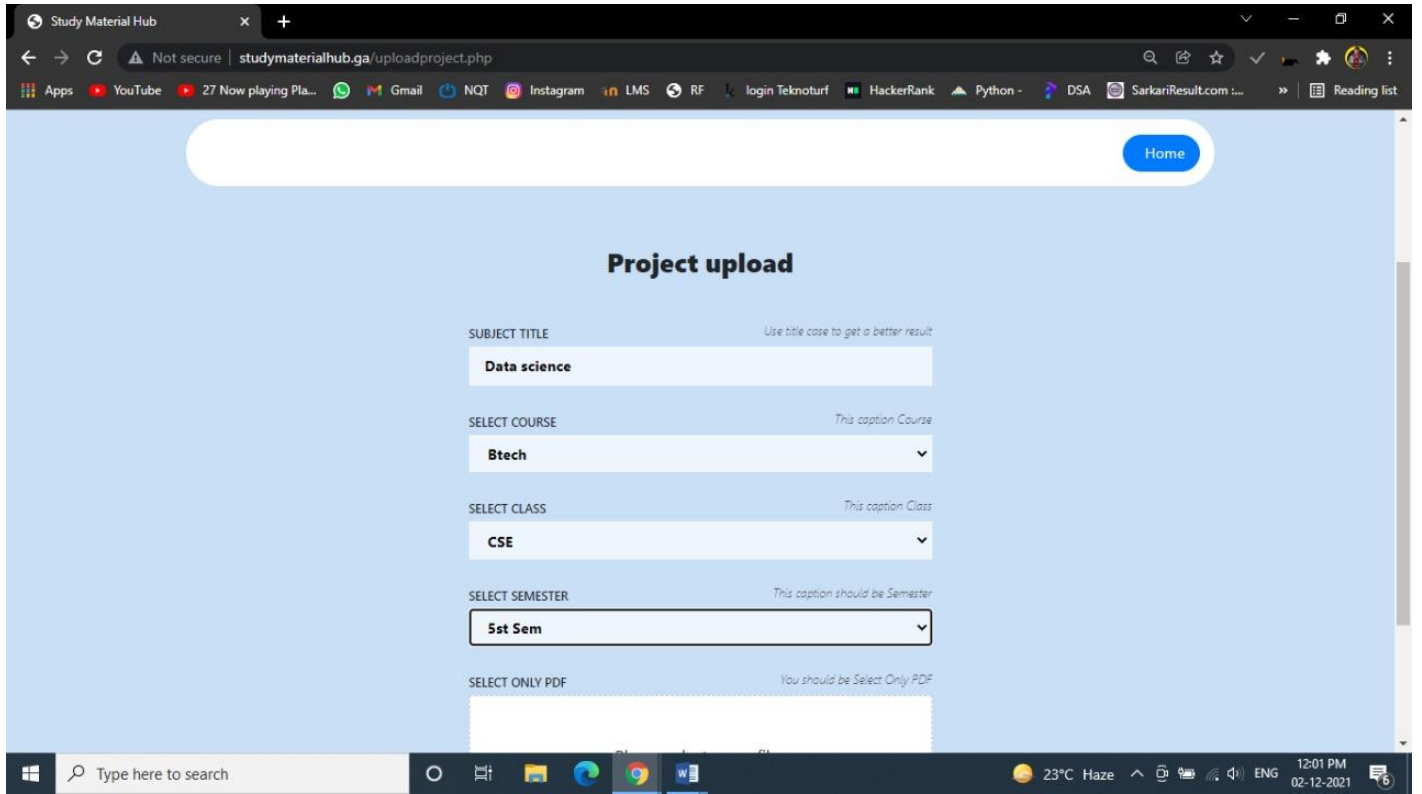 Study Material Hub
Not secure studymaterialhub.ga/uploadproject.php
Apps YouTube 27 Now playing Pla... Gmail NQT Instagram LMS RF login Teknoturf HackerRank Python - DSA SarkariResult.com :... » Reading list
Home
Project upload
SUBJECT TITLE Use title case to get a better result
Data science
SELECT COURSE This caption Course
Btech
SELECT CLASS This caption Class
CSE
SELECT SEMESTER This caption should be Semester
5st Sem
SELECT ONLY PDF You should be Select Only PDF
Type here to search 23°C Haze ENG 12:01 PM
02-12-2021 6